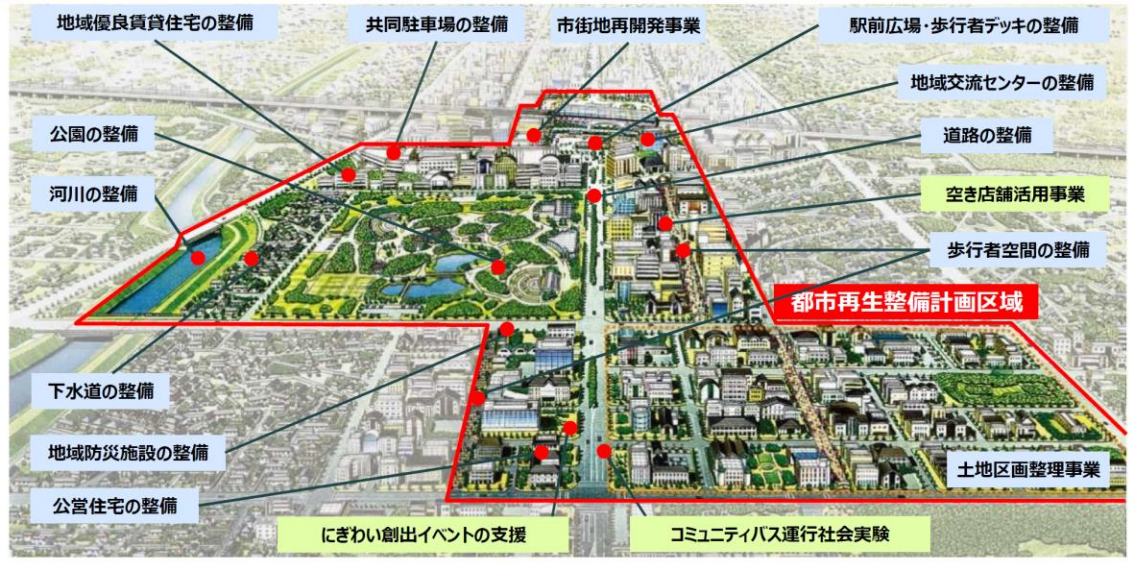 地域優良賃貸住宅の整備
共同駐車場の整備
市街地再開発事業
駅前広場・歩行者デッキの整備
地域交流センターの整備
公園の整備
道路の整備
河川の整備
空き店舗活用事業
歩行者空間の整備
都市再生整備計画区域
下水道の整備
地域防災施設の整備
土地区画整理事業
公営住宅の整備
にぎわい創出イベントの支援
コミュニティバス運行社会実験